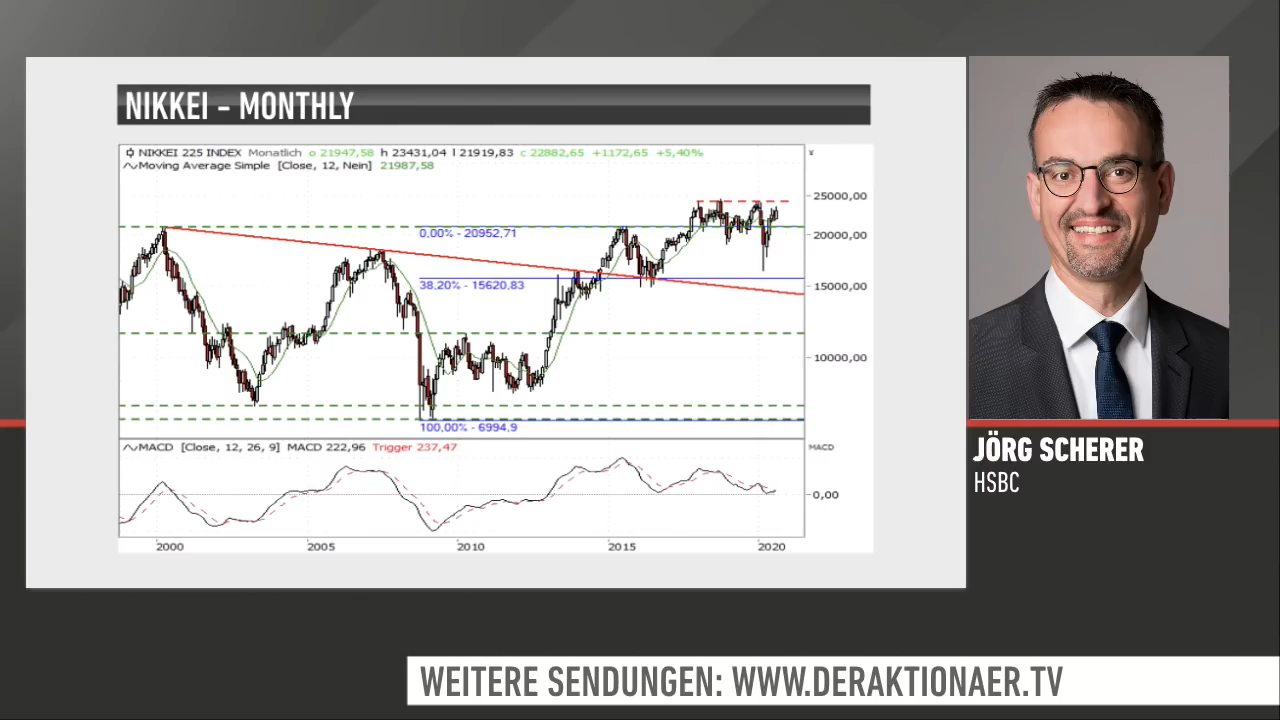 NIKKEI – MONTHLY
NIKKEI 225 INDEX Monatlich o 21947,58 h 23431,04 l 21919,83 c 22882,65 +1172,65 +5,40% ¥
Moving Average Simple [Close, 12, Nein] 21987,58
25000,00
0,00% - 20952,71
20000,00
38,20% - 15620,83
15000,00
10000,00
100,00% - 6994,9
MACD [Close, 12, 26, 9] MACD 222,96 Trigger 237,47 MACD
0,00
2000 2005 2010 2015 2020
JÖRG SCHERER
HSBC
WEITERE SENDUNGEN: WWW.DERAKTIONAER.TV